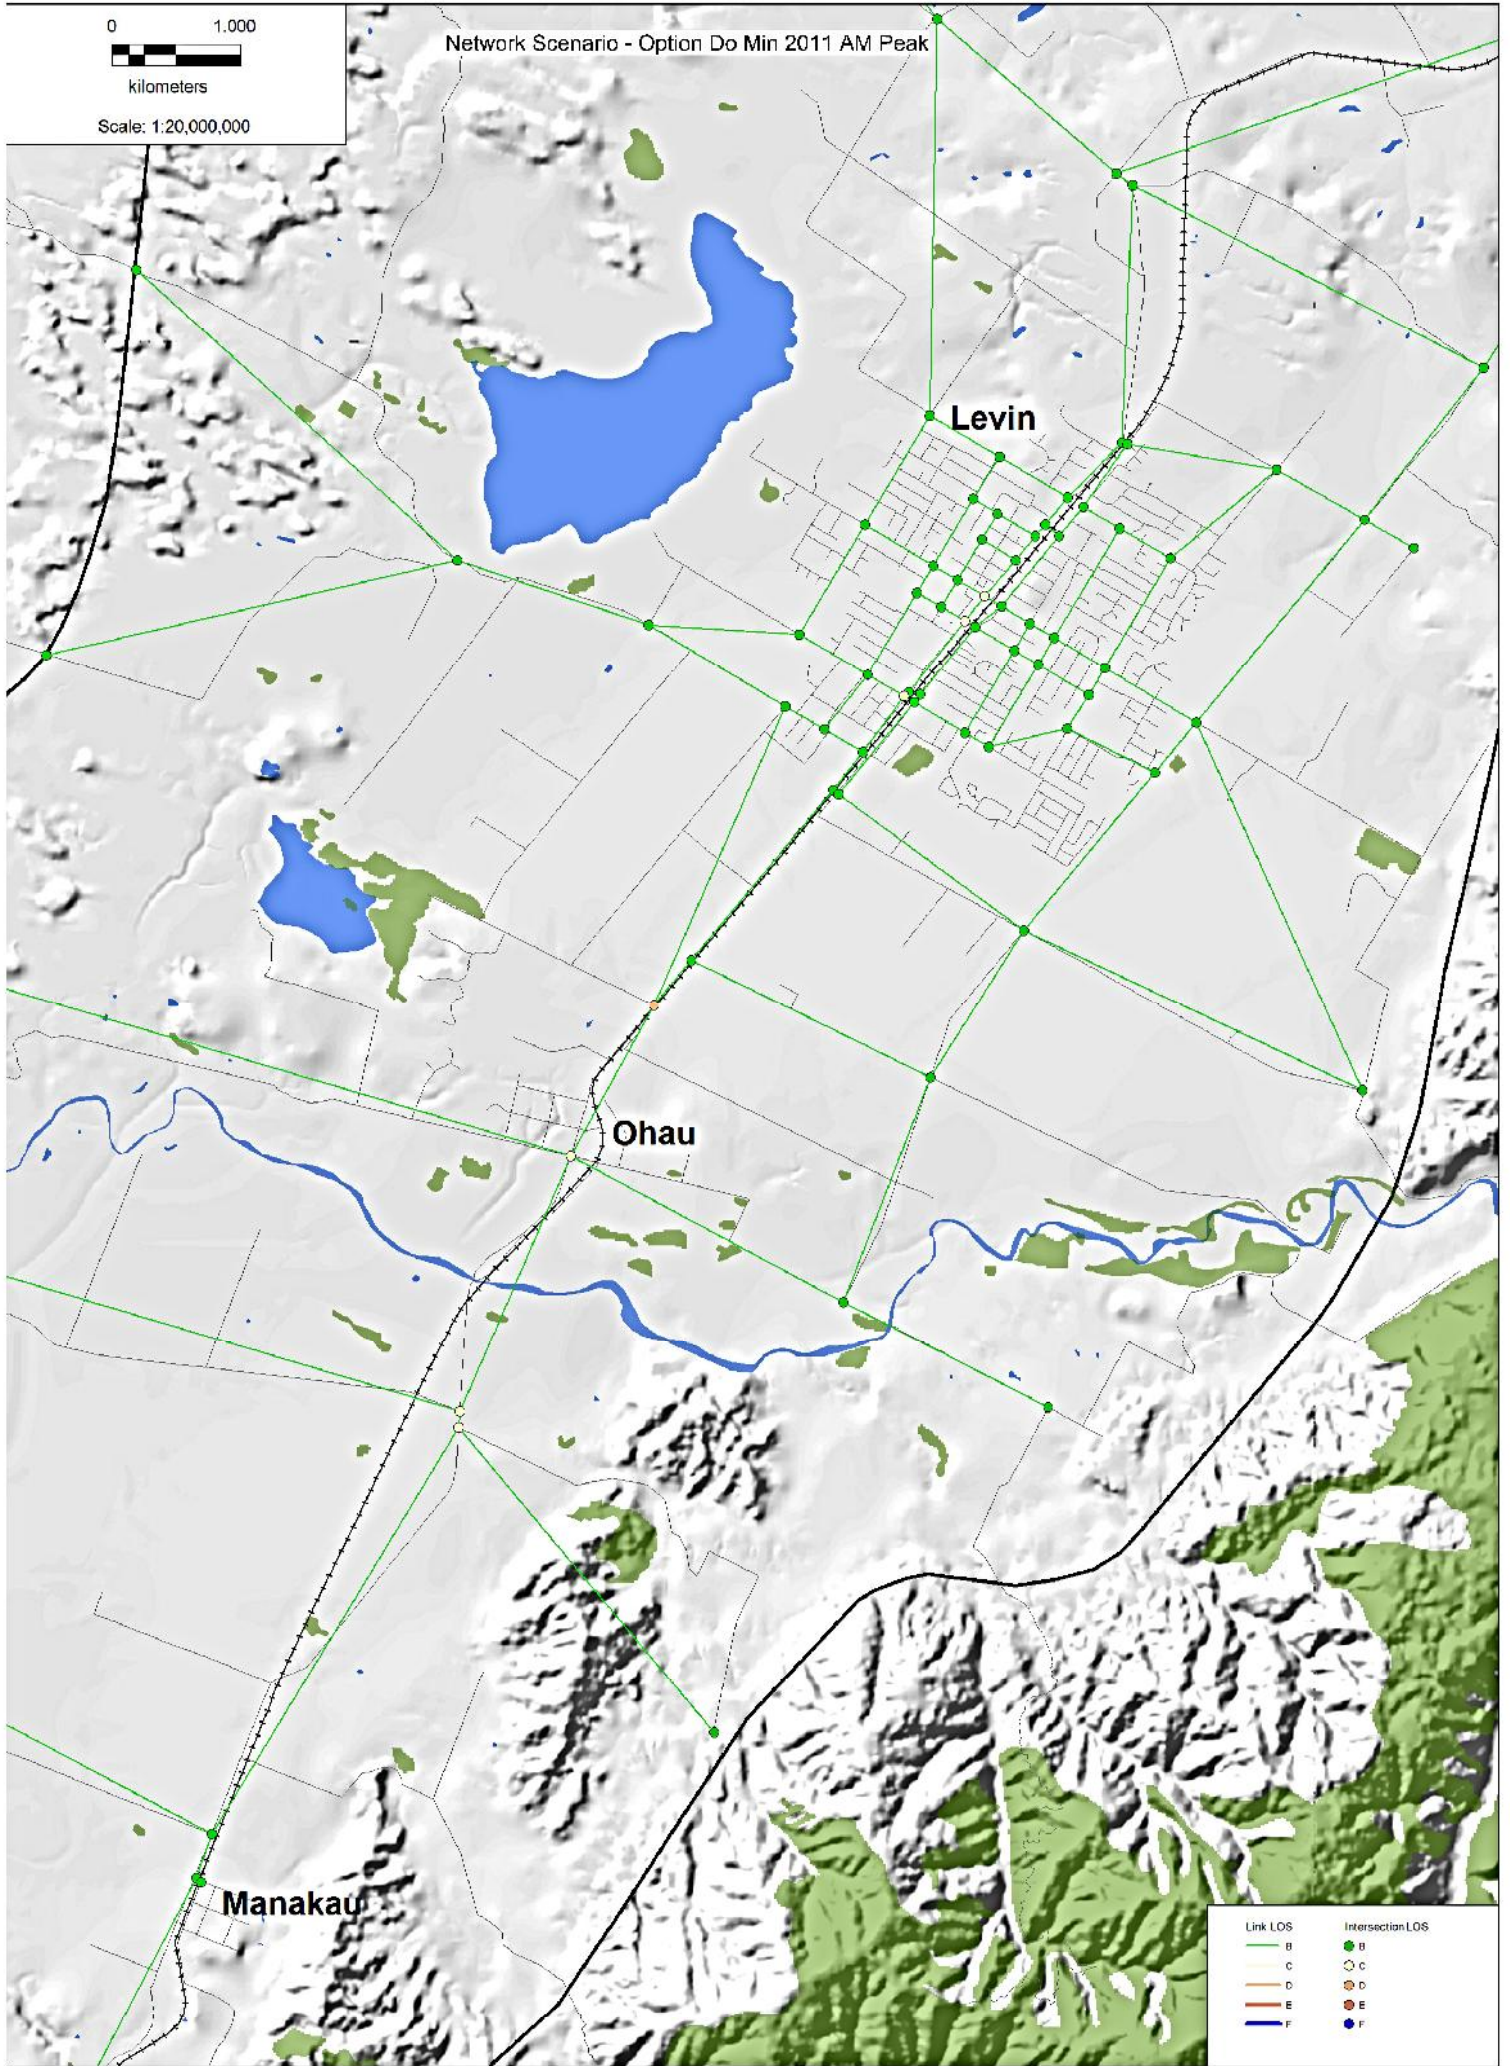 0 1.000
kilometers
Scale: 1:20,000,000
Network Scenario - Option Do Min 2011 AM Peak
Levin
Ohau
Manakau
Link LOS Intersection LOS
B B
C C
D D
E E
F F